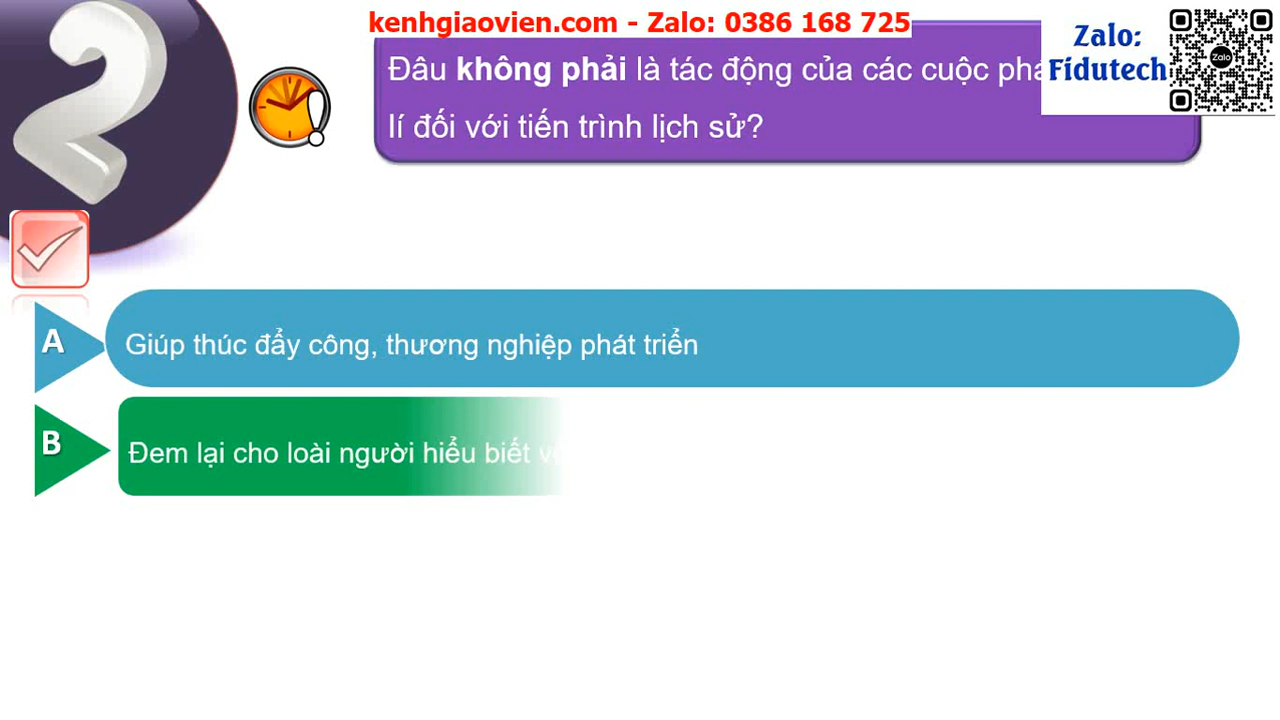 2
kenhgiaovien.com - Zalo: 0386 168 725
Zalo:
Fidutech
Zalo
Đâu không phải là tác động của các cuộc
lí đối với tiến trình lịch sử?
A
Giúp thúc đẩy công, thương nghiệp phát triển
B
Đem lại cho loài người hiểu biết